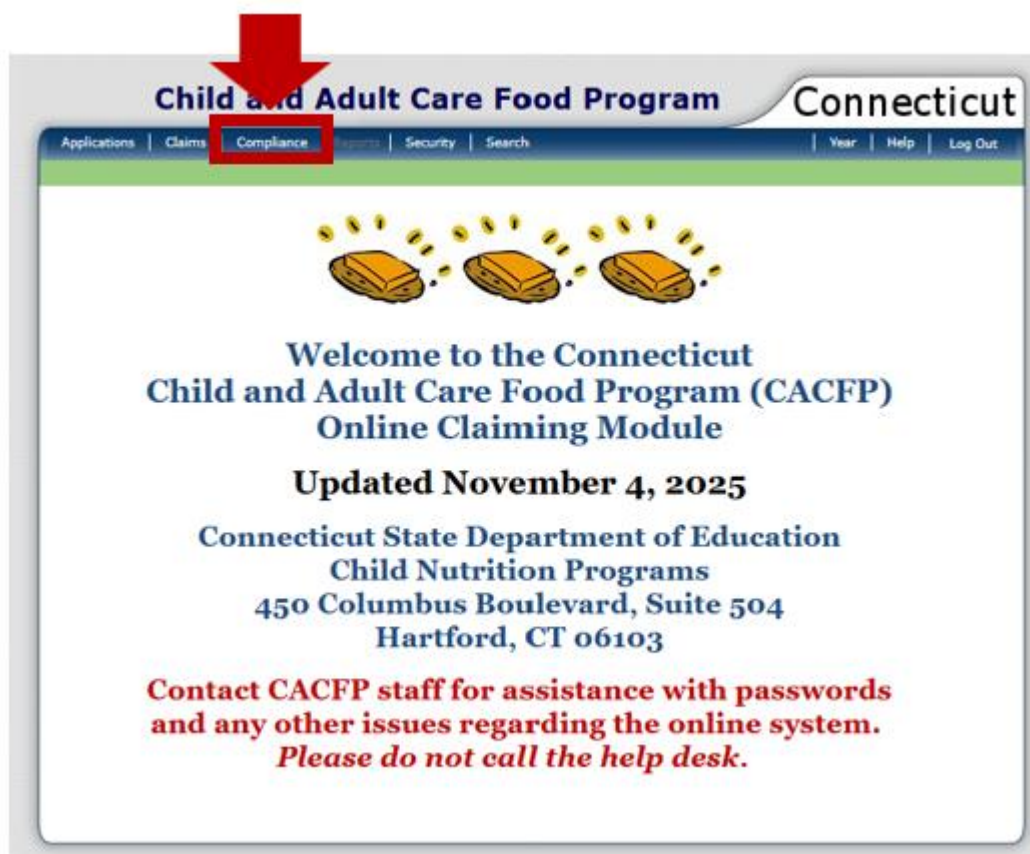 Child and Adult Care Food Program
Connecticut
Applications | Claims | Compliance | Reports | Security | Search | Year | Help | Log Out
Welcome to the Connecticut
Child and Adult Care Food Program (CACFP)
Online Claiming Module
Updated November 4, 2025
Connecticut State Department of Education
Child Nutrition Programs
450 Columbus Boulevard, Suite 504
Hartford, CT 06103
Contact CACFP staff for assistance with passwords
and any other issues regarding the online system.
Please do not call the help desk.